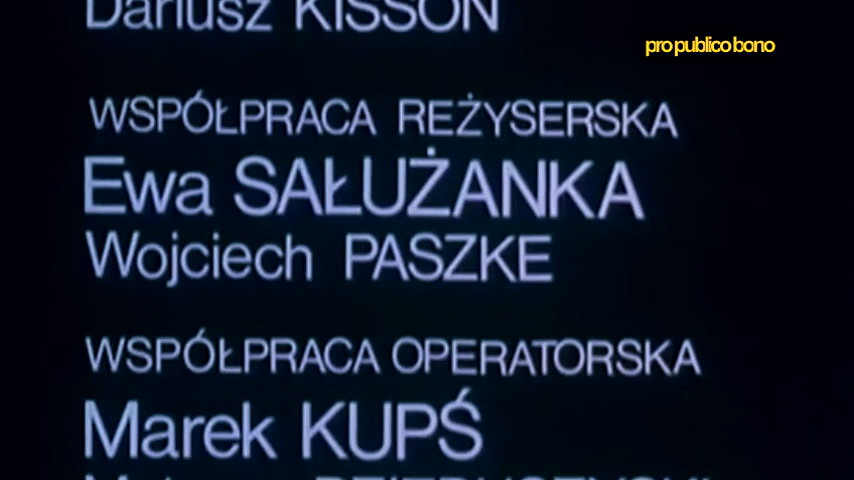 Dariusz KISSON
pro publico bono
WSPÓŁPRACA REŻYSERSKA
Ewa SAŁUŻANKA
Wojciech PASZKE
WSPÓŁPRACA OPERATORSKA
Marek KUPŚ